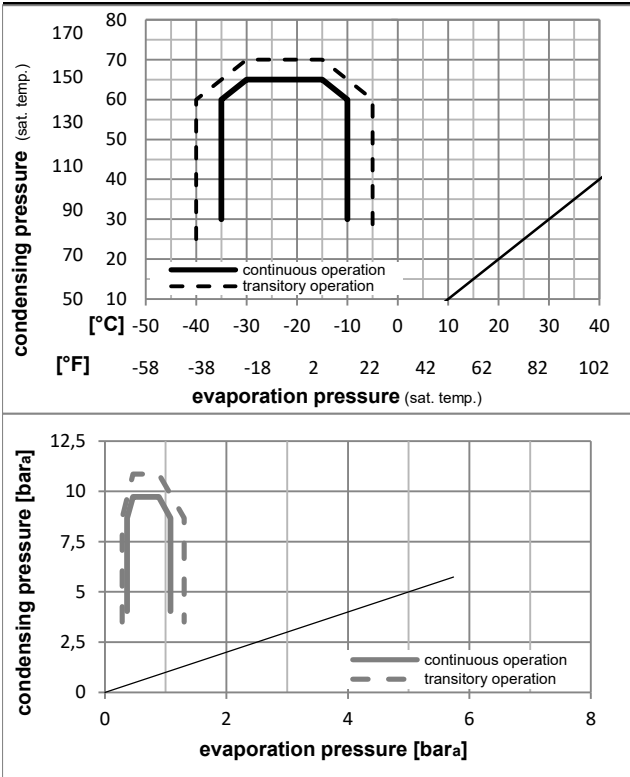 condensing pressure (sat. temp.)
170 80
70
150 60
130 50
110 40
90 30
70 20
50 10
continuous operation
transitory operation
[°C] -50 -40 -30 -20 -10 0 10 20 30 40
[°F] -58 -38 -18 2 22 42 62 82 102
evaporation pressure (sat. temp.)
condensing pressure [bara]
12,5
10
7,5
5
2,5
0
continuous operation
transitory operation
0 2 4 6 8
evaporation pressure [bara]